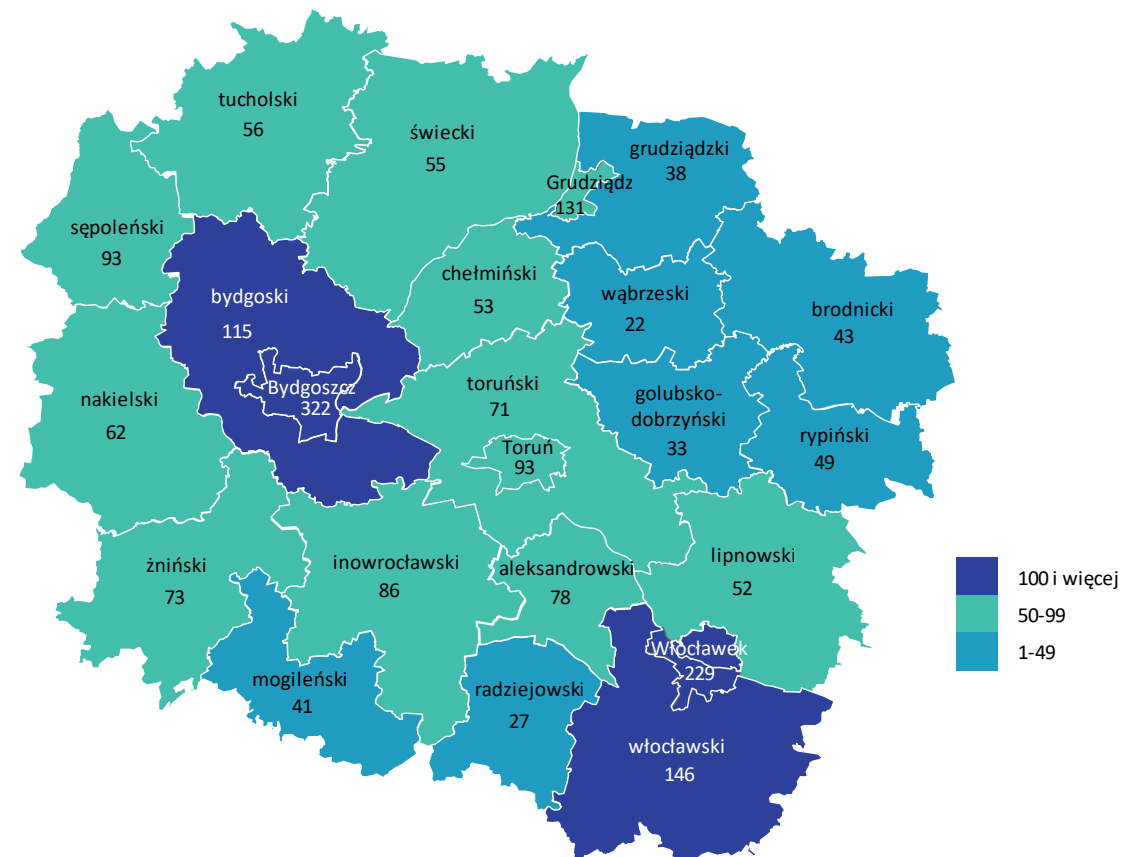 tucholski
56
świecki
55
grudziądzki
38
Grudziądz
131
sępoleński
93
chełmiński
53
bydgoski
115
wąbrzeski
22
brodnicki
43
Bydgoszcz
322
nakielski
62
toruński
71
golubsko-
dobrzyński
33
rypiński
49
Toruń
93
żniński
73
inowrocławski
86
aleksandrowski
78
lipnowski
52
Włocławek
229
mogileński
41
radziejowski
27
włocławski
146
100 i więcej
50-99
1-49